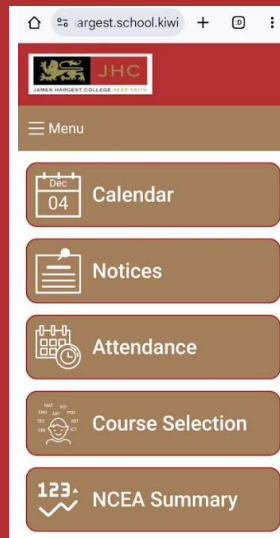 argest.school.kiwi
JHC
JAMES HARGEST COLLEGE KEEP FAITH
Menu
Dec
04
Calendar
Notices
Attendance
Course Selection
123
NCEA Summary